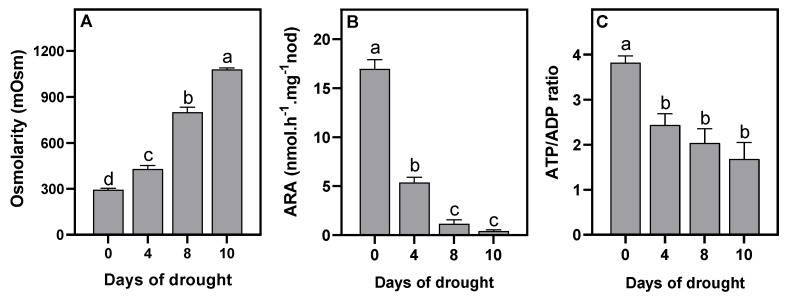 A
Osmolarity (mOsm)
1200
900
600
300
0
d
c
b
a
0 4 8 10
Days of drought
B
ARA (nmol.h-1.mg-1nod)
20
15
10
5
0
a
b
c
c
0 4 8 10
Days of drought
C
ATP/ADP ratio
4
3
2
1
0
a
b
b
b
0 4 8 10
Days of drought